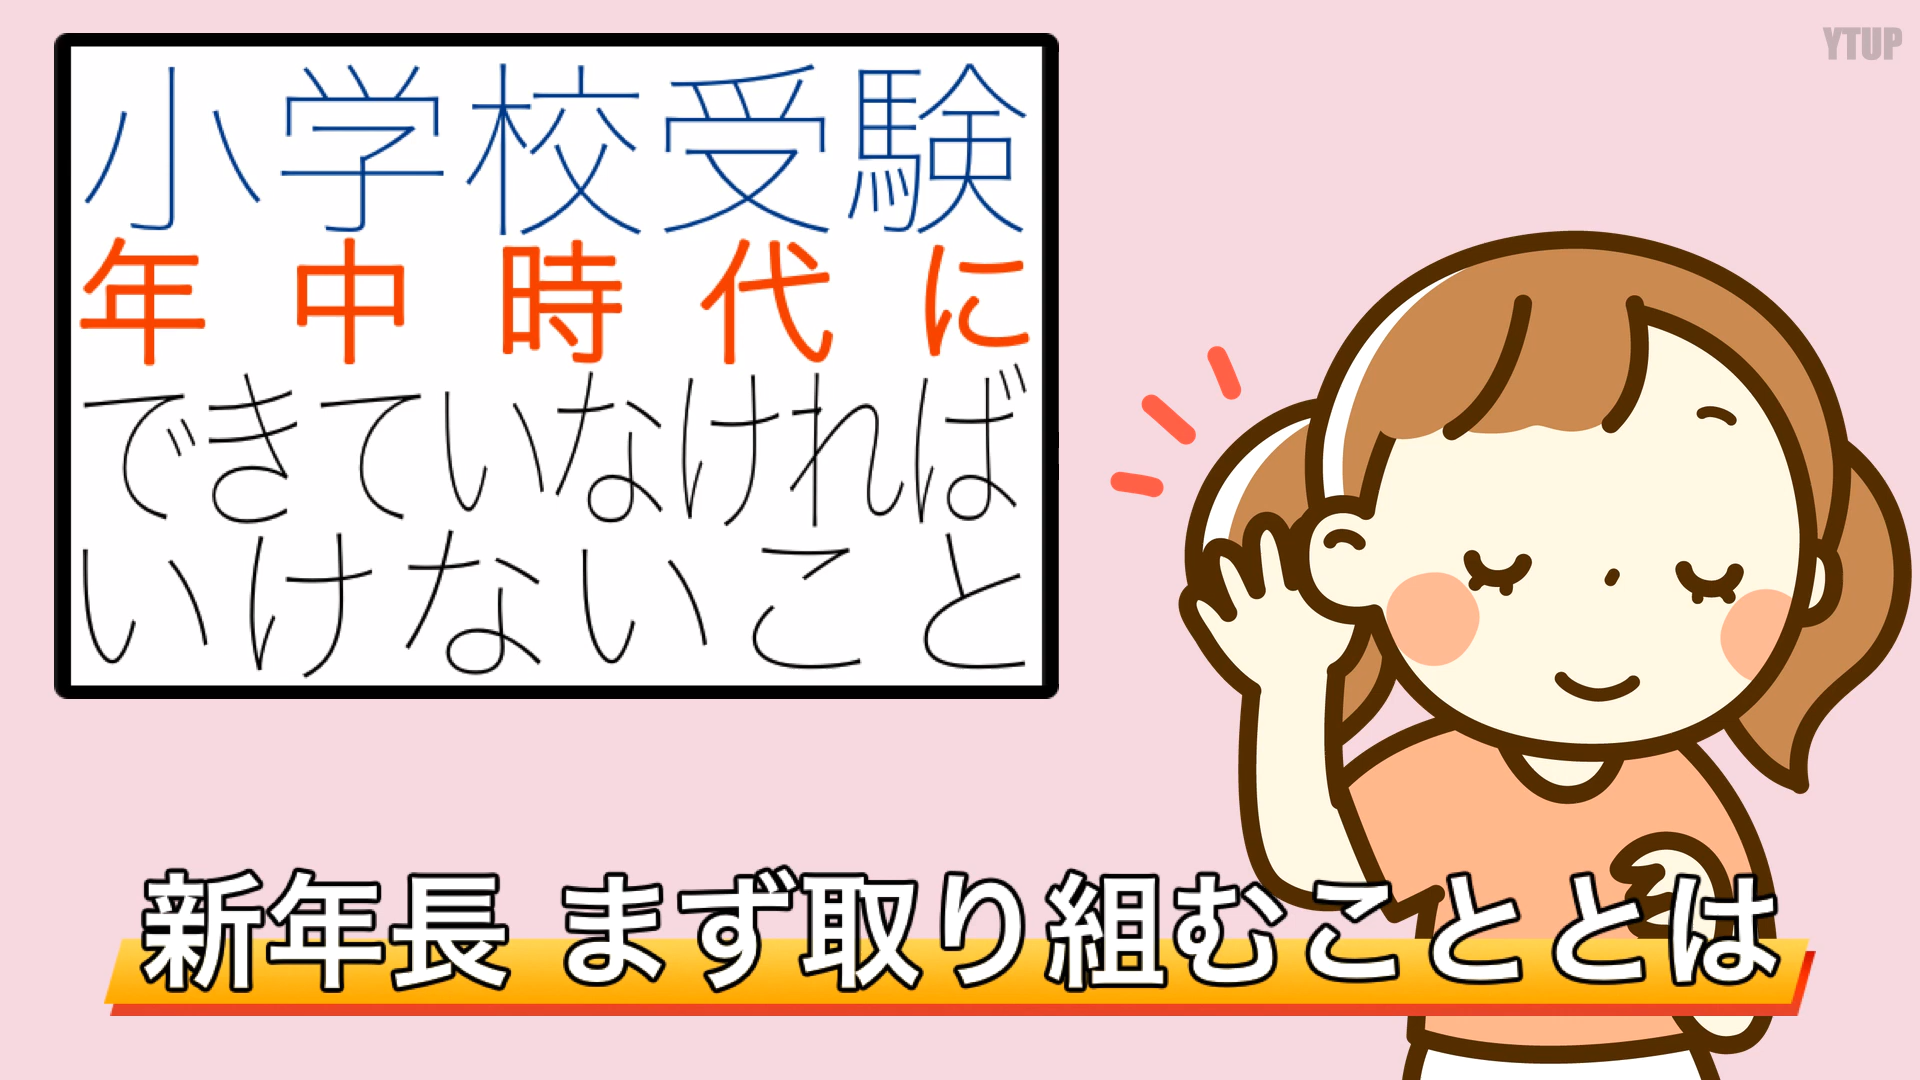 YTUP
小学校受験
年中時代に
できていなければ
いけないこと
新年長 まず取り組むこととは